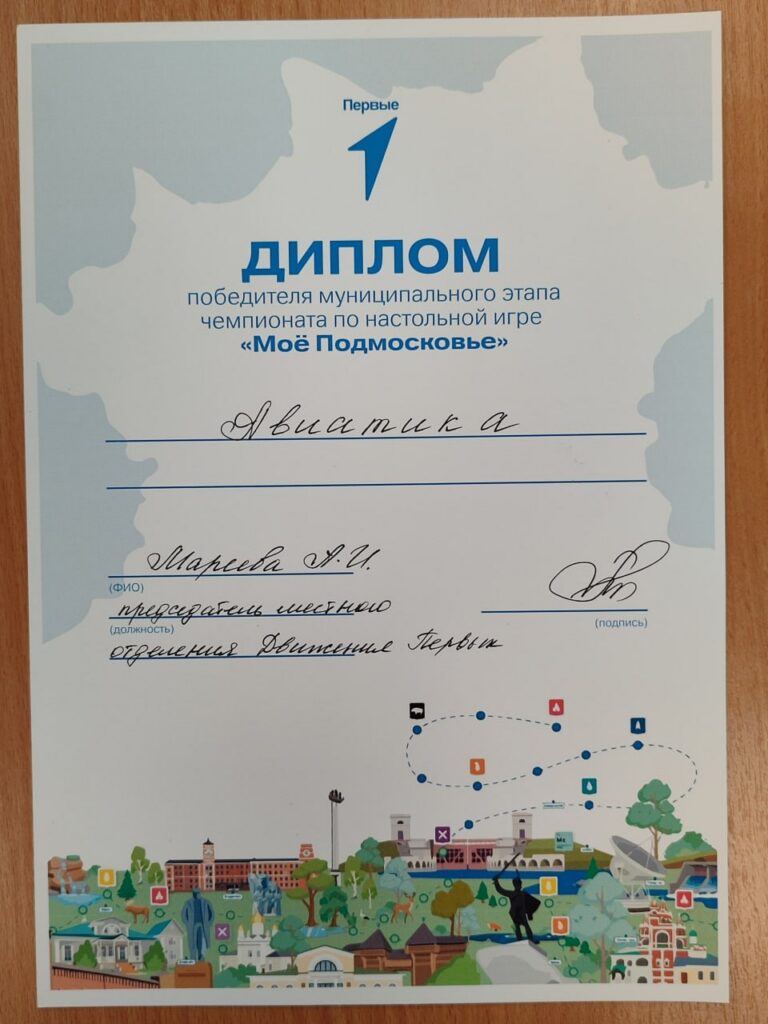 Первые
ДИПЛОМ
победителя муниципального этапа
чемпионата по настольной игре
«Моё Подмосковье»
Авиатика
Мареева А.И.
(ФИО)
председатель местного
(должность)
(подпись)
отделения Движения Первых